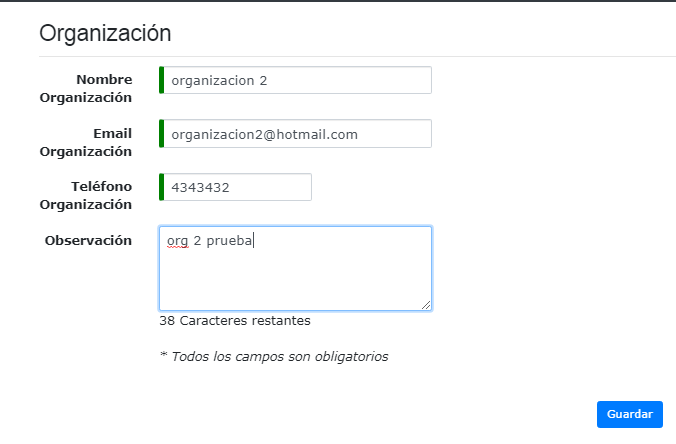 Organización
Nombre
Organización
organizacion 2
Email
Organización
organizacion2@hotmail.com
Teléfono
Organización
4343432
Observación
org 2 prueba
38 Caracteres restantes
* Todos los campos son obligatorios
Guardar